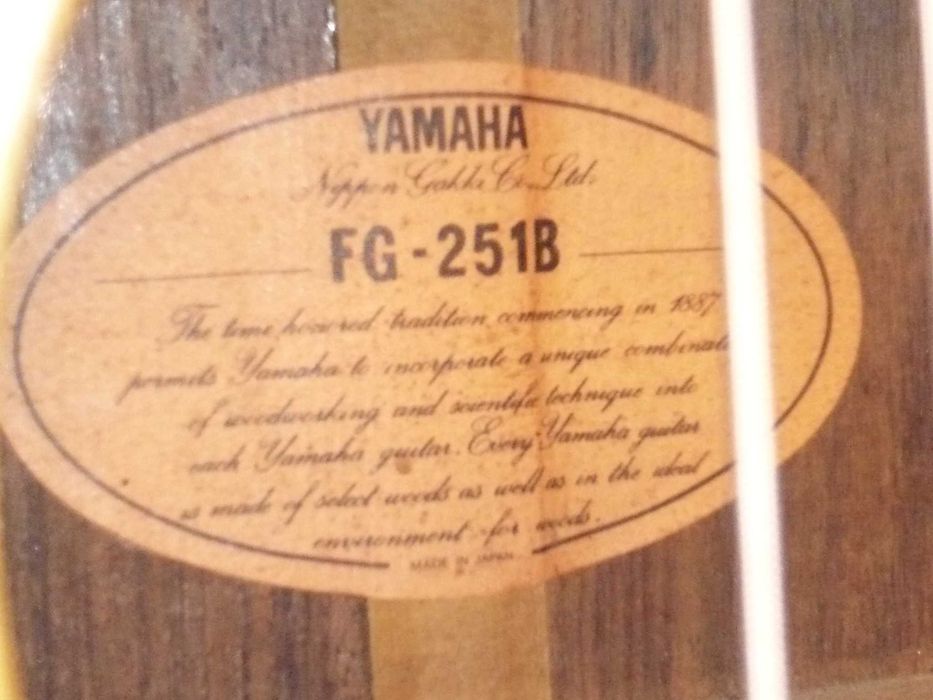 YAMAHA
Nippon Gakki Co., Ltd.
FG-251B
The time honored tradition commencing in 1887
permits Yamaha to incorporate a unique combinati
of woodworking and scientific technique into
each Yamaha guitar. Every Yamaha guitar
is made of select woods as well as in the ideal
environment for woods.
MADE IN JAPAN